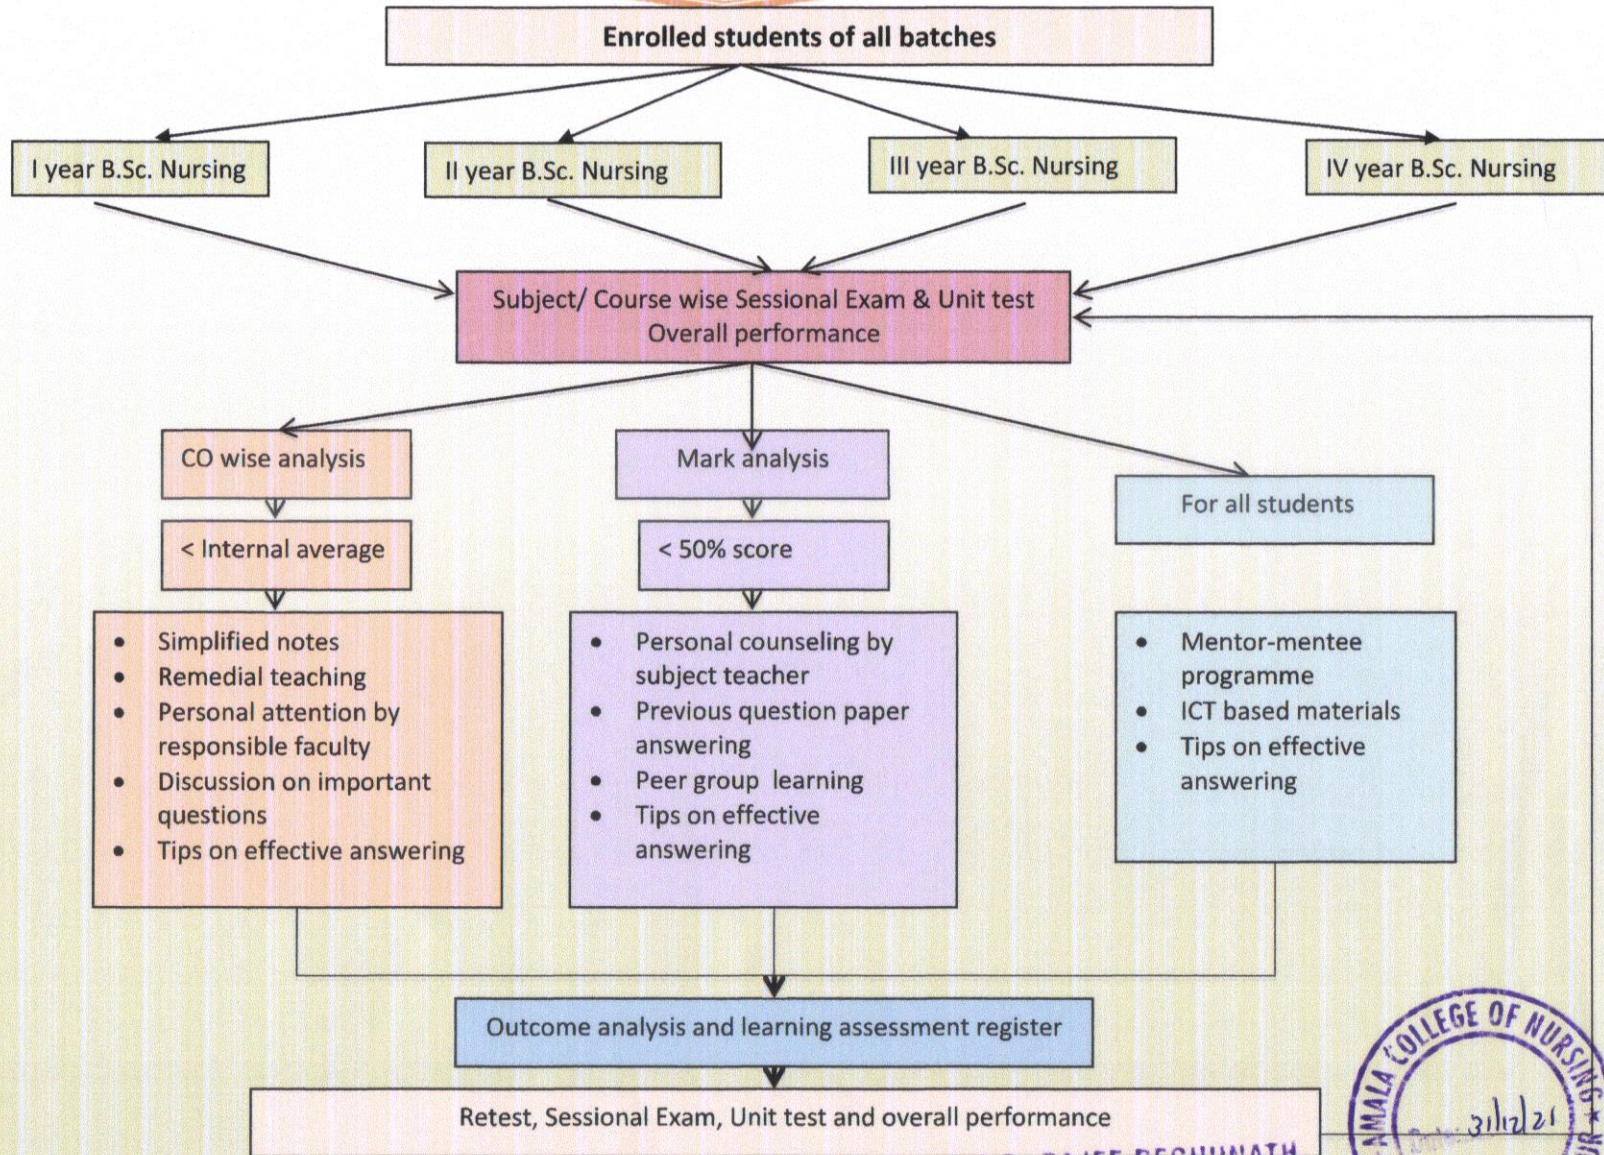 Enrolled students of all batches
I year B.Sc. Nursing
II year B.Sc. Nursing
III year B.Sc. Nursing
IV year B.Sc. Nursing
Subject/ Course wise Sessional Exam & Unit test
Overall performance
CO wise analysis
Mark analysis
For all students
< Internal average
< 50% score
• Simplified notes
• Remedial teaching
• Personal attention by
responsible faculty
• Discussion on important
questions
• Tips on effective answering
• Personal counseling by
subject teacher
• Previous question paper
answering
• Peer group learning
• Tips on effective
answering
• Mentor-mentee
programme
• ICT based materials
• Tips on effective
answering
Outcome analysis and learning assessment register
Retest, Sessional Exam, Unit test and overall performance
AMALA COLLEGE OF NURSING
31/12/21